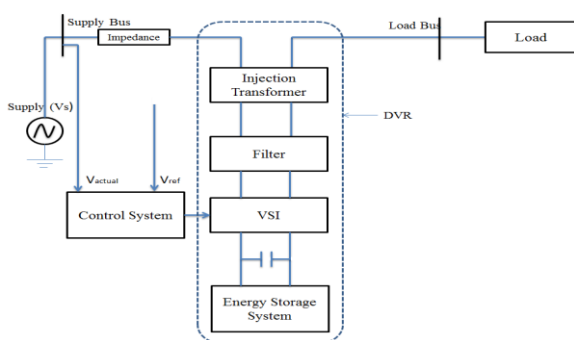 Supply Bus
Impedance
Load Bus
Load
Injection
Transformer
Supply (Vs)
DVR
Filter
Vactual
Vref
Control System
VSI
Energy Storage
System